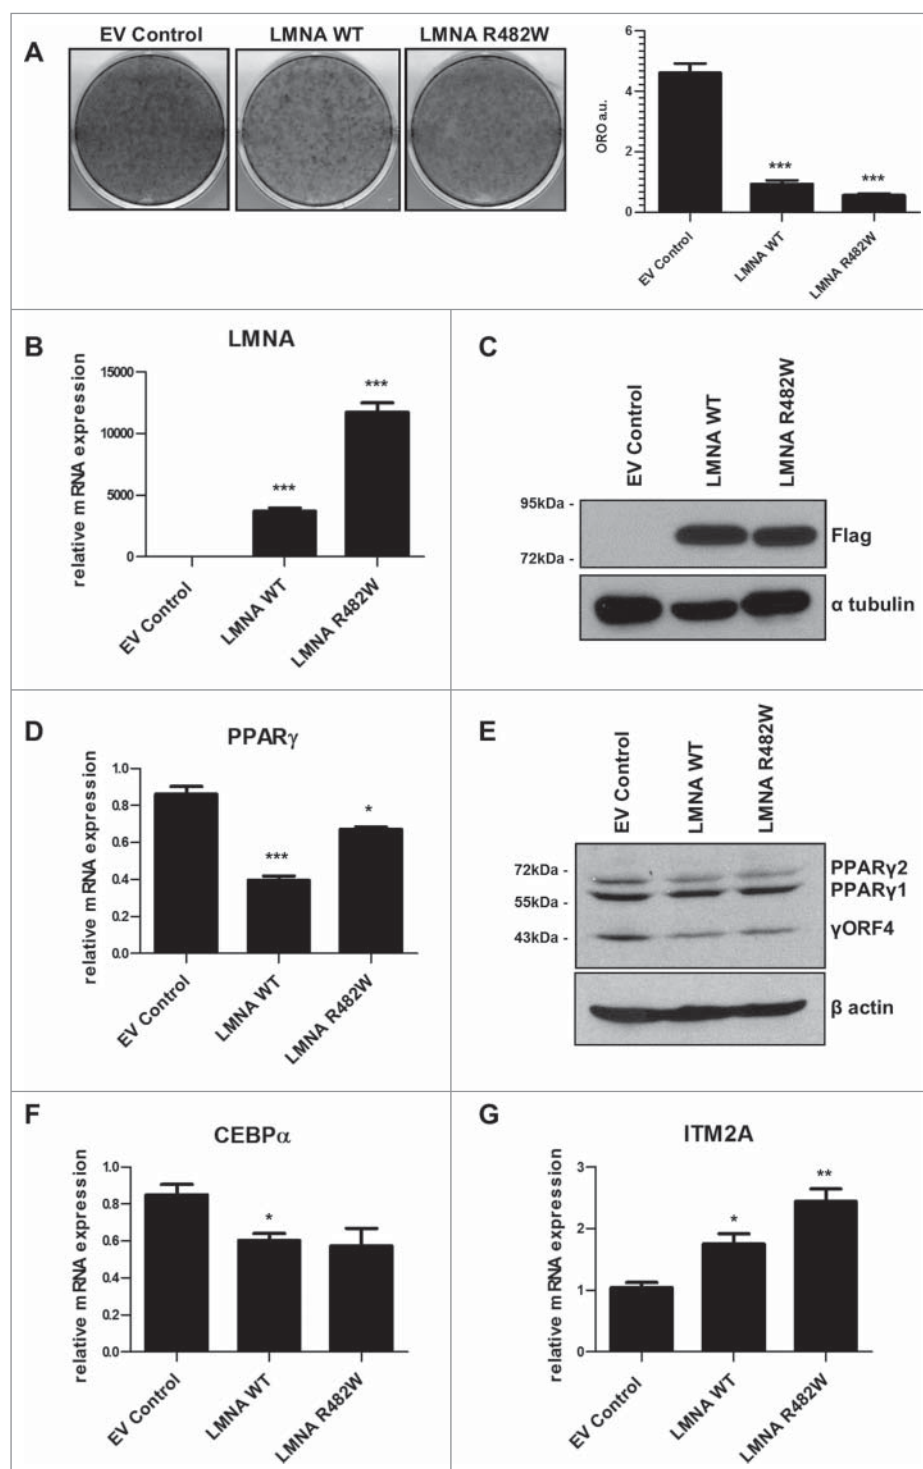 A
EV Control
LMNA WT
LMNA R482W
6
4
2
0
ORO a.u.
***
***
EV Control
LMNA WT
LMNA R482W
B
LMNA
relative mRNA expression
15000
10000
5000
0
***
***
EV Control
LMNA WT
LMNA R482W
C
EV Control
LMNA WT
LMNA R482W
95kDa -
72kDa -
Flag
α tubulin
D
PPARγ
relative mRNA expression
1.0
0.8
0.6
0.4
0.2
0.0
***
*
EV Control
LMNA WT
LMNA R482W
E
EV Control
LMNA WT
LMNA R482W
72kDa -
55kDa -
43kDa -
PPARγ2
PPARγ1
γORF4
β actin
F
CEBPα
relative mRNA expression
1.0
0.8
0.6
0.4
0.2
0.0
*
EV Control
LMNA WT
LMNA R482W
G
ITM2A
relative mRNA expression
3
2
1
0
*
**
EV Control
LMNA WT
LMNA R482W